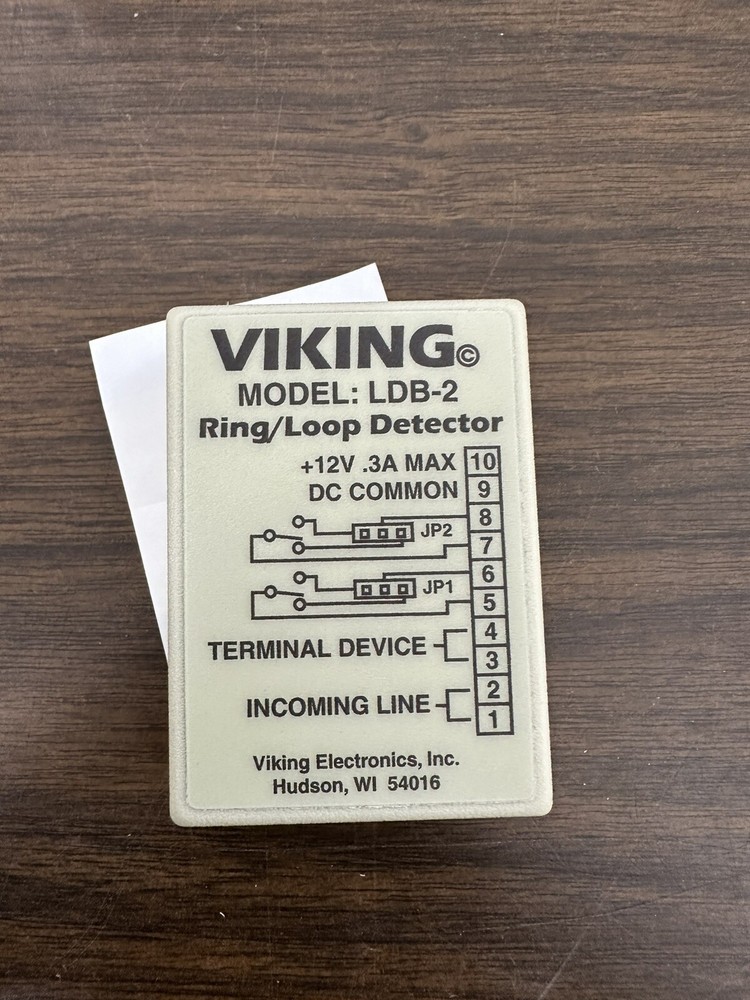 VIKING©
MODEL: LDB-2
Ring/Loop Detector
+12V .3A MAX 10
DC COMMON 9
8
JP2
7
6
JP1
5
TERMINAL DEVICE 4
3
INCOMING LINE 2
1
Viking Electronics, Inc.
Hudson, WI 54016